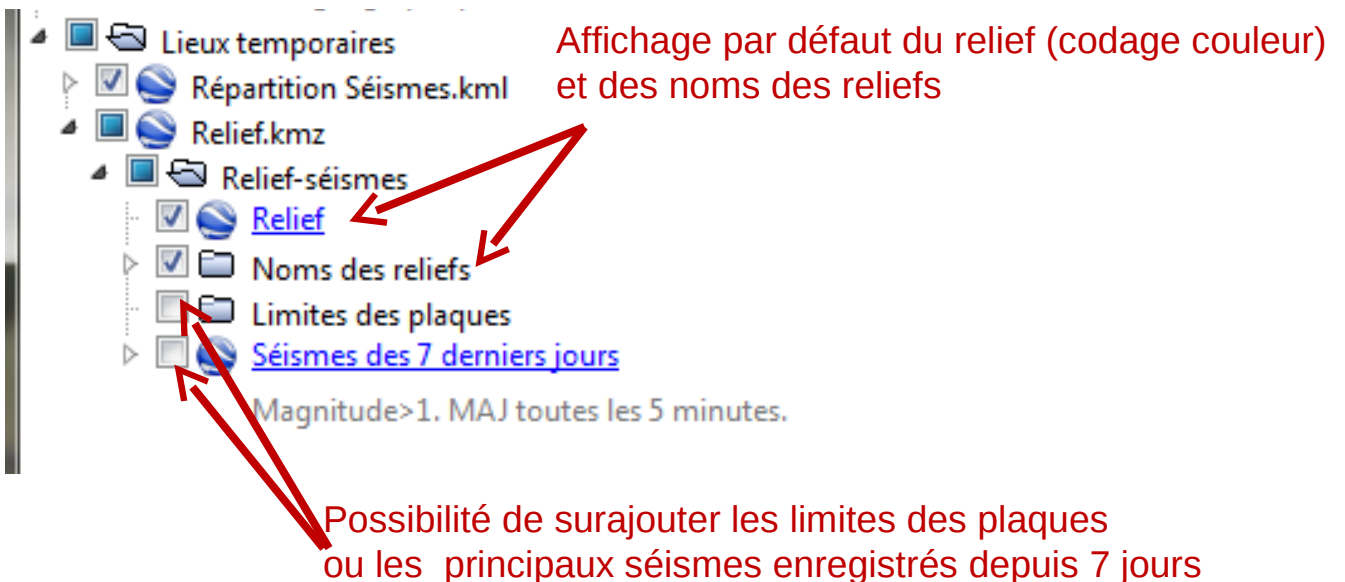 Lieux temporaires
Affichage par défaut du relief (codage couleur)
et des noms des reliefs
Répartition Séismes.kml
Relief.kmz
Relief-séismes
Relief
Noms des reliefs
Limites des plaques
Séismes des 7 derniers jours
Magnitude>1. MAJ toutes les 5 minutes.
Possibilité de surajouter les limites des plaques
ou les principaux séismes enregistrés depuis 7 jours